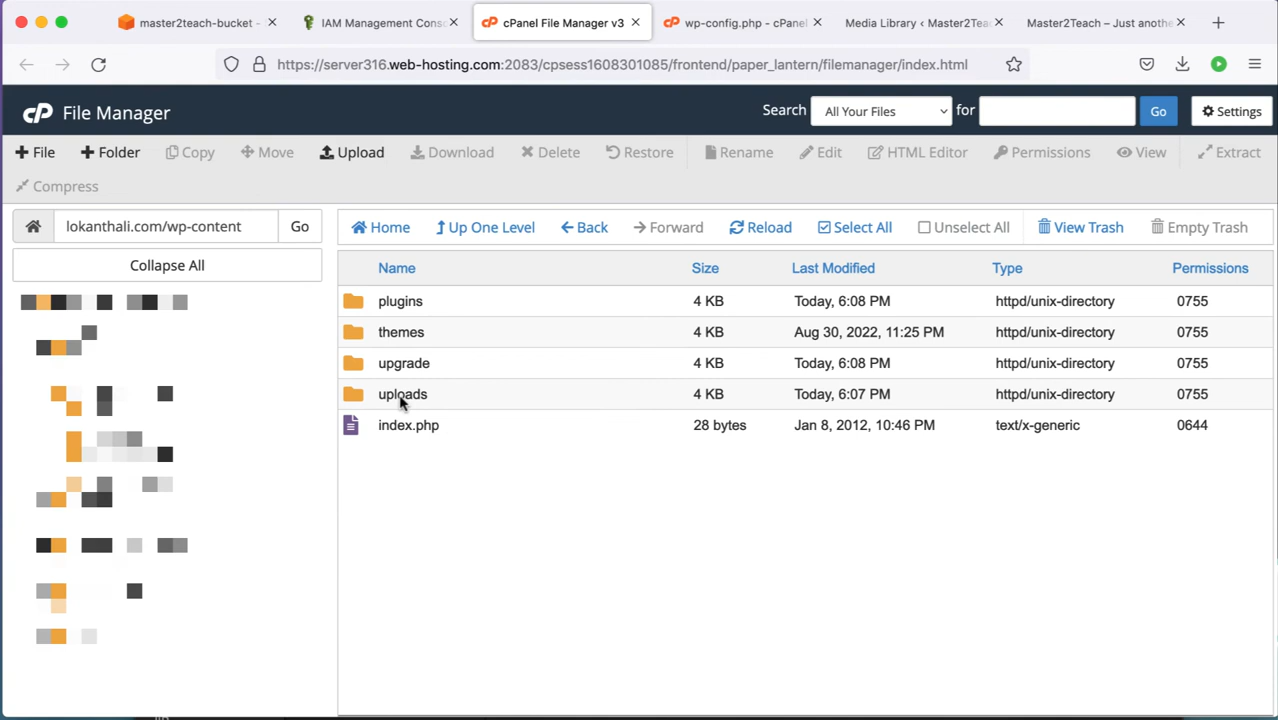 master2teach-bucket -
IAM Management Consc
cPanel File Manager v3
wp-config.php - cPanel
Media Library ‹ Master2Teac
Master2Teach – Just anothe
https://server316.web-hosting.com:2083/cpsess1608301085/frontend/paper_lantern/filemanager/index.html
cP File Manager
Search All Your Files for Go Settings
File Folder Copy Move Upload Download Delete Restore Rename Edit HTML Editor Permissions View Extract
Compress
lokanthali.com/wp-content Go
Home Up One Level Back Forward Reload Select All Unselect All View Trash Empty Trash
Collapse All
Name Size Last Modified Type Permissions
plugins 4 KB Today, 6:08 PM httpd/unix-directory 0755
themes 4 KB Aug 30, 2022, 11:25 PM httpd/unix-directory 0755
upgrade 4 KB Today, 6:08 PM httpd/unix-directory 0755
uploads 4 KB Today, 6:07 PM httpd/unix-directory 0755
index.php 28 bytes Jan 8, 2012, 10:46 PM text/x-generic 0644